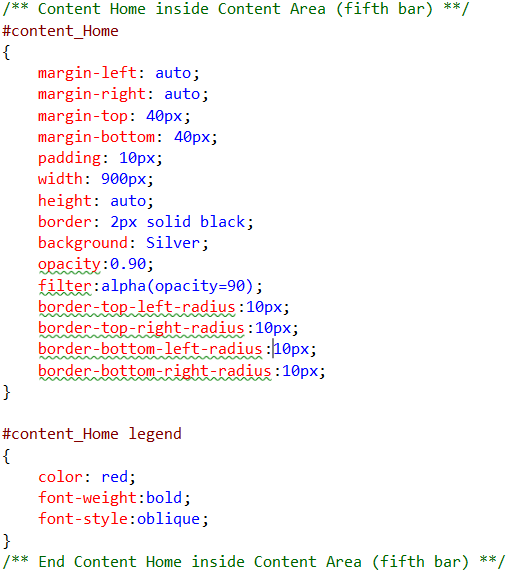 /** Content Home inside Content Area (fifth bar) **/
#content_Home
{
    margin-left: auto;
    margin-right: auto;
    margin-top: 40px;
    margin-bottom: 40px;
    padding: 10px;
    width: 900px;
    height: auto;
    border: 2px solid black;
    background: Silver;
    opacity:0.90;
    filter:alpha(opacity=90);
    border-top-left-radius:10px;
    border-top-right-radius:10px;
    border-bottom-left-radius:10px;
    border-bottom-right-radius:10px;
}

#content_Home legend
{
    color: red;
    font-weight:bold;
    font-style:oblique;
}
/** End Content Home inside Content Area (fifth bar) **/